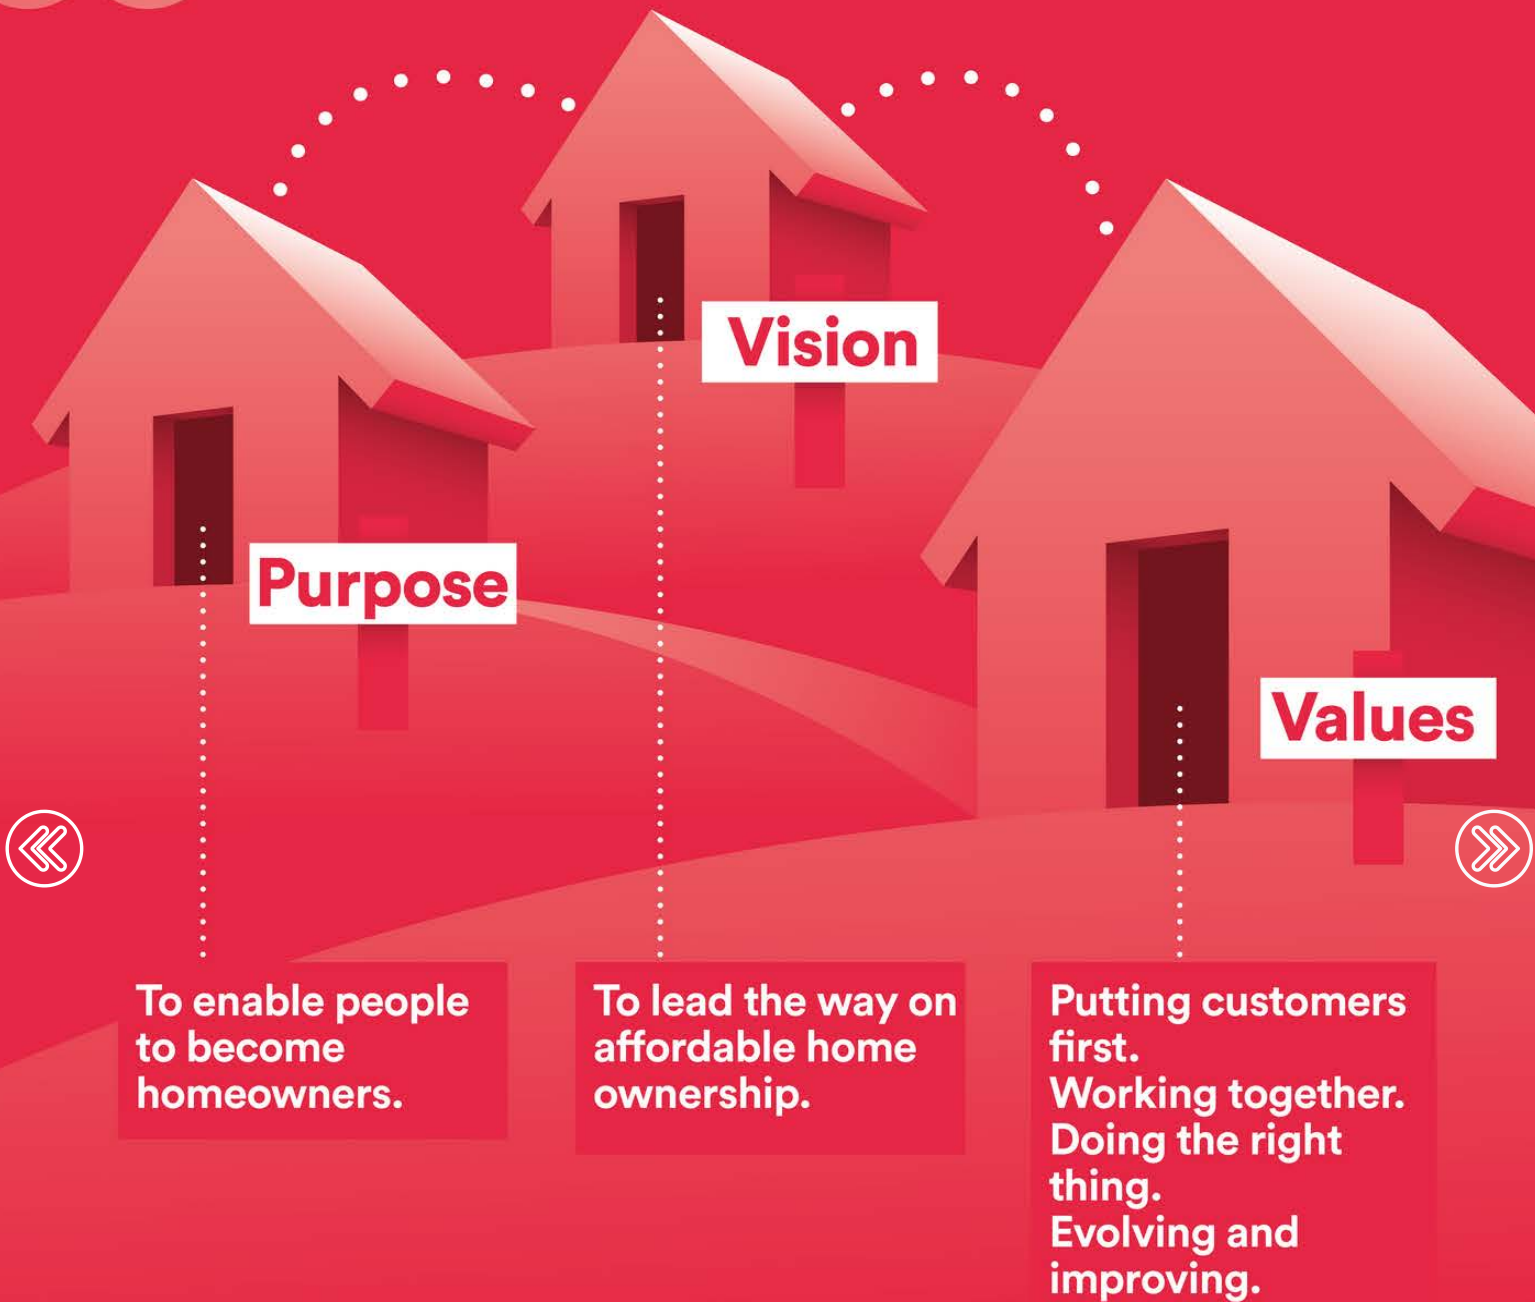 Vision
Purpose
Values
To enable people
to become
homeowners.
To lead the way on
affordable home
ownership.
Putting customers
first.
Working together.
Doing the right
thing.
Evolving and
improving.